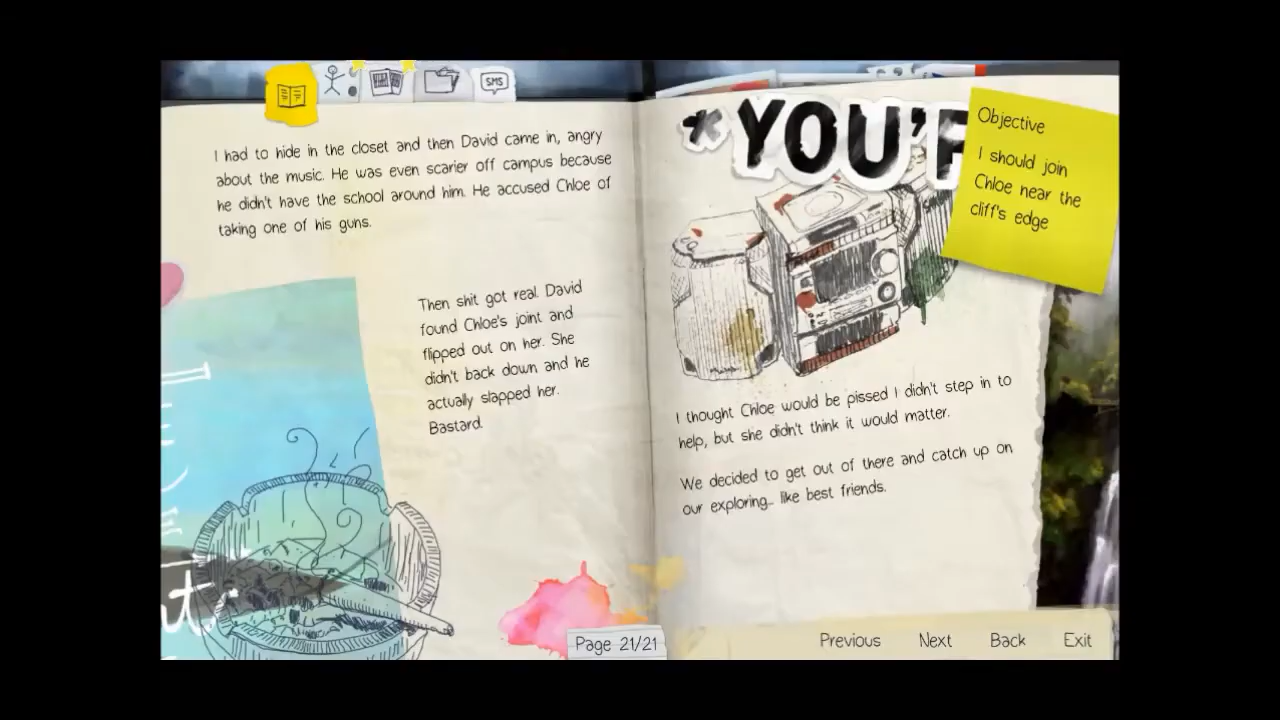 SMS
I had to hide in the closet and then David came in, angry
about the music. He was even scarier off campus because
he didn't have the school around him. He accused Chloe of
taking one of his guns.
Then shit got real. David
found Chloe's joint and
flipped out on her. She
didn't back down and he
actually slapped her.
Bastard.
*YOU'R
Objective
I should join
Chloe near the
cliff's edge
I thought Chloe would be pissed I didn't step in to
help, but she didn't think it would matter.
We decided to get out of there and catch up on
our exploring... like best friends.
Page 21/21
Previous
Next
Back
Exit